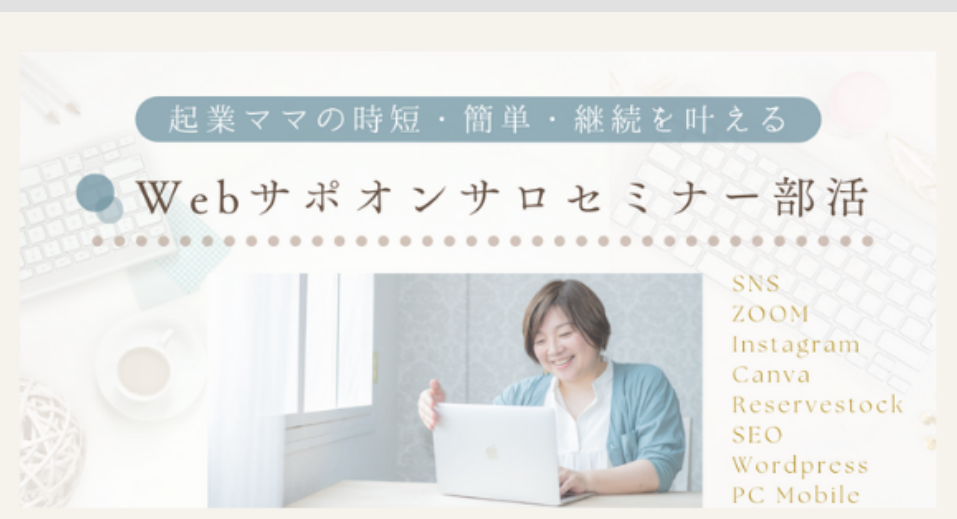 起業ママの時短・簡単・継続を叶える
Webサポオンサロセミナー部活
SNS
ZOOM
Instagram
Canva
Reservestock
SEO
Wordpress
PC Mobile